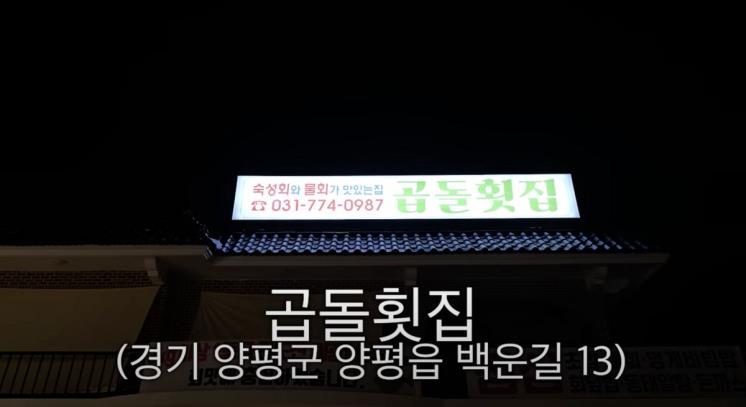 숙성회와 물회가 맛있는집
☎ 031-774-0987
곱돌횟집
곱돌횟집
(경기 양평군 양평읍 백운길 13)